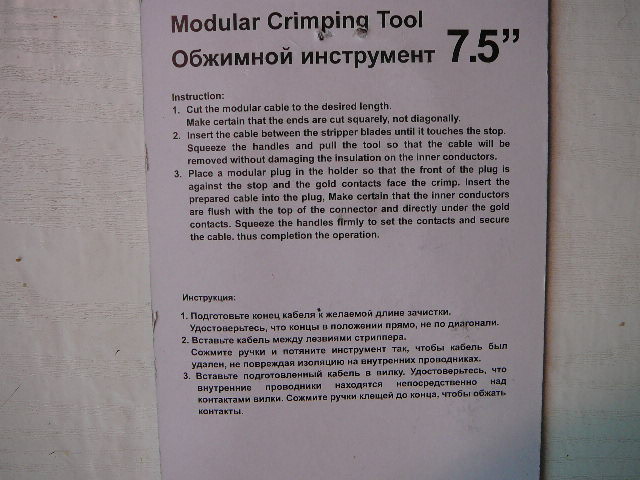 Modular Crimping Tool
Обжимной инструмент 7.5”
Instruction:
1. Cut the modular cable to the desired length.
Make certain that the ends are cut squarely, not diagonally.
2. Insert the cable between the stripper blades until it touches the stop.
Squeeze the handles and pull the tool so that the cable will be
removed without damaging the insulation on the inner conductors.
3. Place a modular plug in the holder so that the front of the plug is
against the stop and the gold contacts face the crimp. Insert the
prepared cable into the plug, Make certain that the inner conductors
are flush with the top of the connector and directly under the gold
contacts. Squeeze the handles firmly to set the contacts and secure
the cable. thus completion the operation.
Инструкция:
1. Подготовьте конец кабеля к желаемой длине зачистки.
Удостоверьтесь, что концы в положении прямо, не по диагонали.
2. Вставьте кабель между лезвиями стриппера.
Сожмите ручки и потяните инструмент так, чтобы кабель был
удален, не повреждая изоляцию на внутренних проводниках.
3. Вставьте подготовленный кабель в вилку. Удостоверьтесь, что
внутренние проводники находятся непосредственно над
контактами вилки. Сожмите ручки клещей до конца, чтобы обжать
контакты.